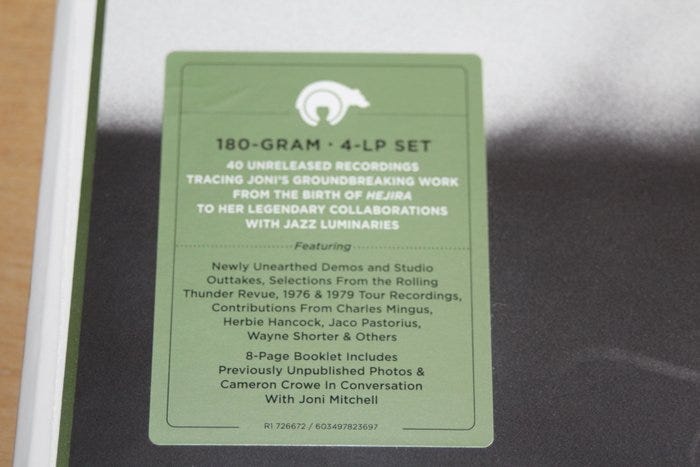 180-GRAM • 4-LP SET
40 UNRELEASED RECORDINGS
TRACING JONI'S GROUNDBREAKING WORK
FROM THE BIRTH OF HEJIRA
TO HER LEGENDARY COLLABORATIONS
WITH JAZZ LUMINARIES
Featuring
Newly Unearthed Demos and Studio
Outtakes, Selections From the Rolling
Thunder Revue, 1976 & 1979 Tour Recordings,
Contributions From Charles Mingus,
Herbie Hancock, Jaco Pastorius,
Wayne Shorter & Others
8-Page Booklet Includes
Previously Unpublished Photos &
Cameron Crowe In Conversation
With Joni Mitchell
R1 726672 / 603497823697